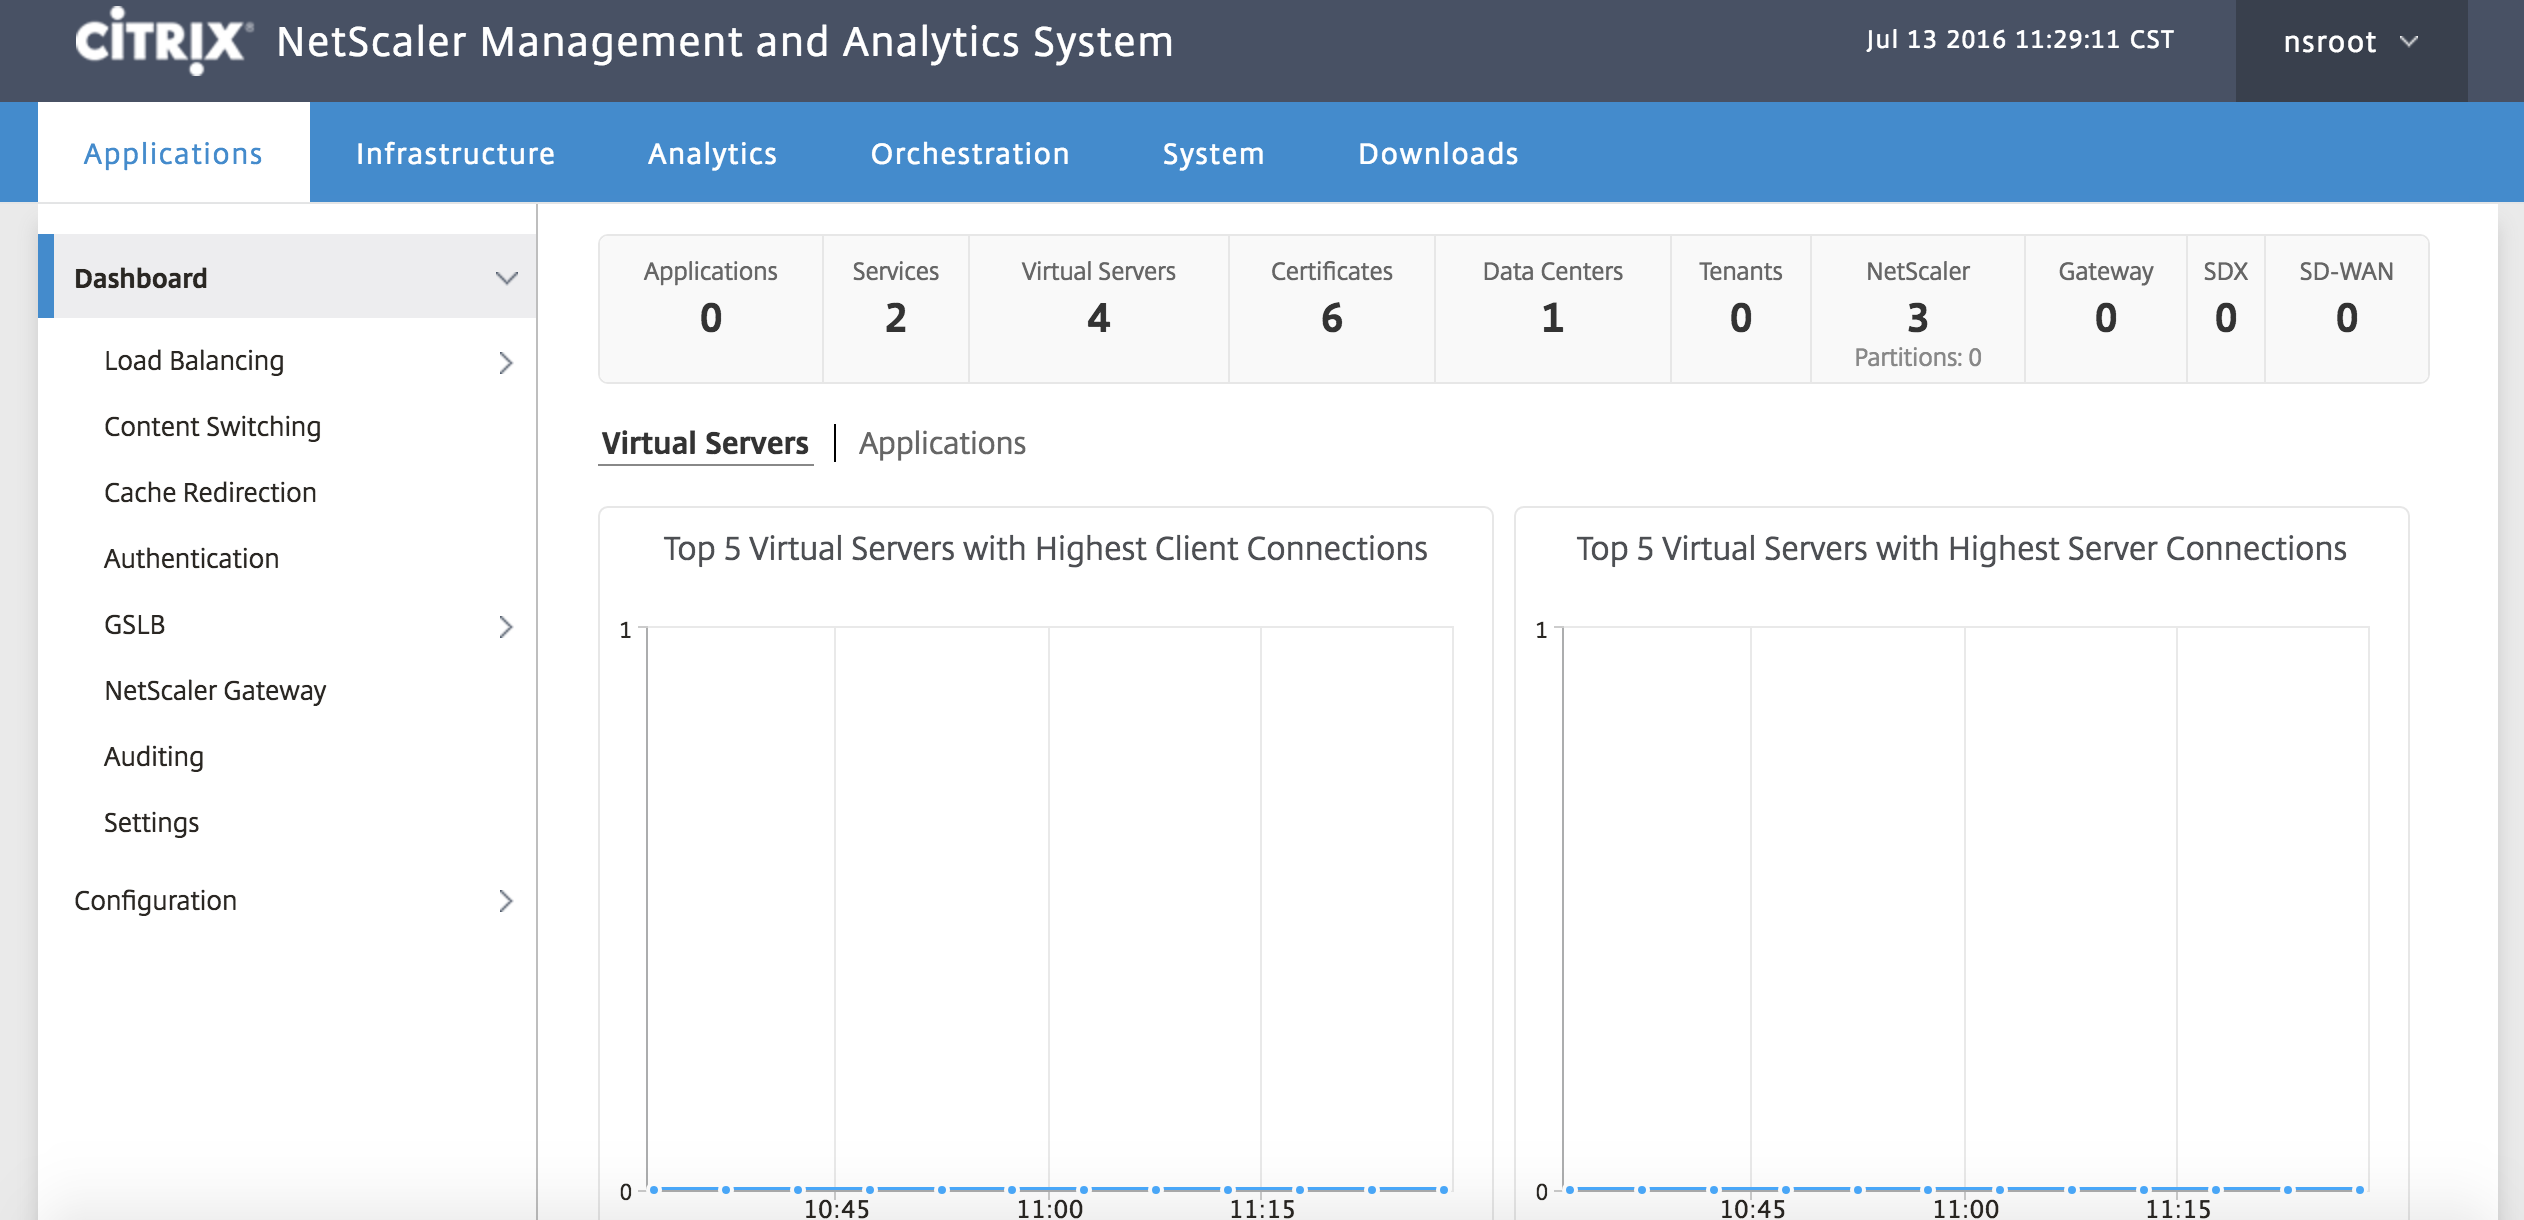 CITRIX® NetScaler Management and Analytics System
Jul 13 2016 11:29:11 CST
nsroot
Applications Infrastructure Analytics Orchestration System Downloads
Dashboard
Load Balancing
Content Switching
Cache Redirection
Authentication
GSLB
NetScaler Gateway
Auditing
Settings
Configuration
Applications Services Virtual Servers Certificates Data Centers Tenants NetScaler Gateway SDX SD-WAN
0 2 4 6 1 0 3 0 0 0
Partitions: 0
Virtual Servers | Applications
Top 5 Virtual Servers with Highest Client Connections
1
0
10:45 11:00 11:15
Top 5 Virtual Servers with Highest Server Connections
1
0
10:45 11:00 11:15